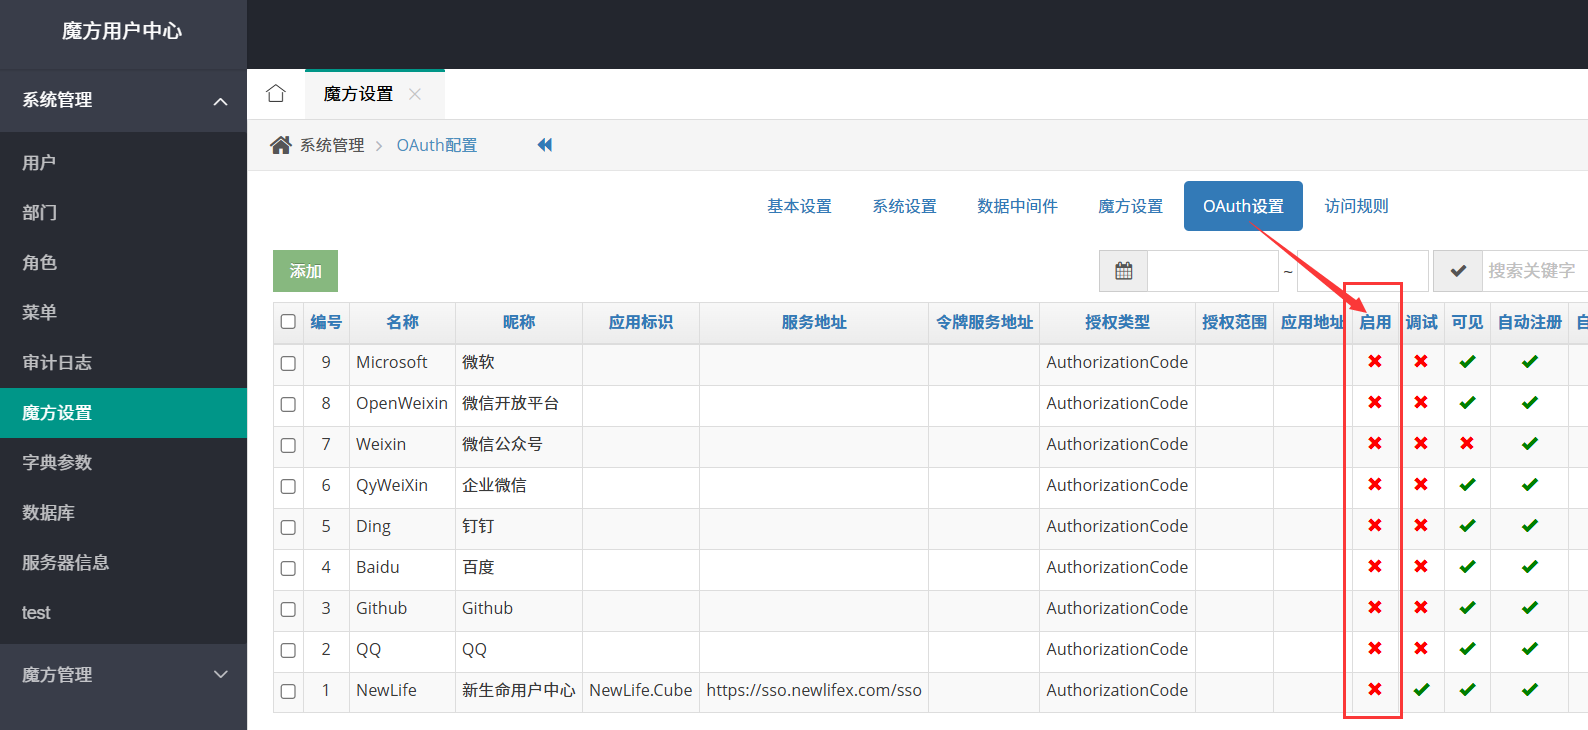 魔方用户中心
系统管理
用户
部门
角色
菜单
审计日志
魔方设置
字典参数
数据库
服务器信息
test
魔方管理
魔方设置
系统管理 > OAuth配置
基本设置 系统设置 数据中间件 魔方设置 OAuth设置 访问规则
添加 ~ 搜索关键字
编号 名称 昵称 应用标识 服务地址 令牌服务地址 授权类型 授权范围 应用地址 启用 调试 可见 自动注册
9 Microsoft 微软 AuthorizationCode
8 OpenWeixin 微信开放平台 AuthorizationCode
7 Weixin 微信公众号 AuthorizationCode
6 QyWeiXin 企业微信 AuthorizationCode
5 Ding 钉钉 AuthorizationCode
4 Baidu 百度 AuthorizationCode
3 Github Github AuthorizationCode
2 QQ QQ AuthorizationCode
1 NewLife 新生命用户中心 NewLife.Cube https://sso.newlifex.com/sso AuthorizationCode